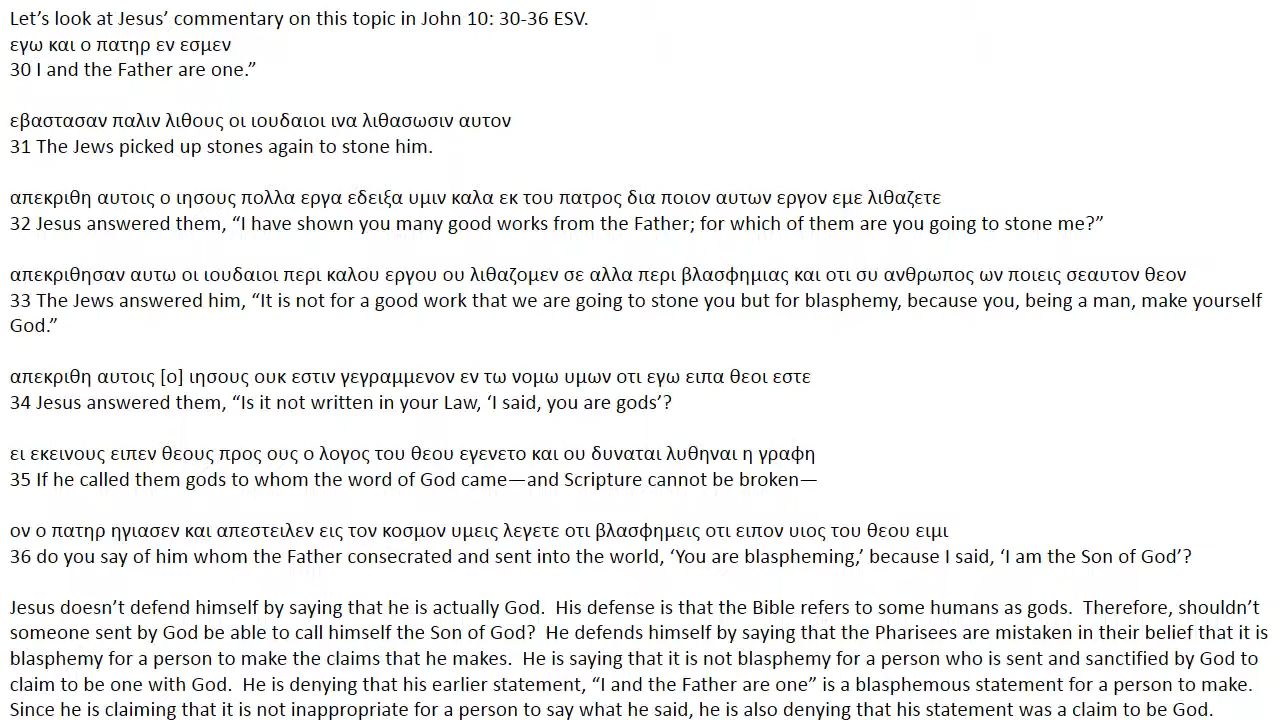 Let’s look at Jesus’ commentary on this topic in John 10: 30-36 ESV.
εγω και ο πατηρ εν εσμεν
30 I and the Father are one.”
εβαστασαν παλιν λιθους οι ιουδαιοι ινα λιθασωσιν αυτον
31 The Jews picked up stones again to stone him.
απεκριθη αυτοις ο ιησους πολλα εργα εδειξα υμιν καλα εκ του πατρος δια ποιον αυτων εργον εμε λιθαζετε
32 Jesus answered them, “I have shown you many good works from the Father; for which of them are you going to stone me?”
απεκριθησαν αυτω οι ιουδαιοι περι καλου εργου ου λιθαζομεν σε αλλα περι βλασφημιας και οτι συ ανθρωπος ων ποιεις σεαυτον θεον
33 The Jews answered him, “It is not for a good work that we are going to stone you but for blasphemy, because you, being a man, make yourself
God.”
απεκριθη αυτοις [ο] ιησους ουκ εστιν γεγραμμενον εν τω νομω υμων οτι εγω ειπα θεοι εστε
34 Jesus answered them, “Is it not written in your Law, ‘I said, you are gods’?
ει εκεινους ειπεν θεους προς ους ο λογος του θεου εγενετο και ου δυναται λυθηναι η γραφη
35 If he called them gods to whom the word of God came—and Scripture cannot be broken—
ον ο πατηρ ηγιασεν και απεστειλεν εις τον κοσμον υμεις λεγετε οτι βλασφημεις οτι ειπον υιος του θεου ειμι
36 do you say of him whom the Father consecrated and sent into the world, ‘You are blaspheming,’ because I said, ‘I am the Son of God’?
Jesus doesn’t defend himself by saying that he is actually God.  His defense is that the Bible refers to some humans as gods.  Therefore, shouldn’t
someone sent by God be able to call himself the Son of God?  He defends himself by saying that the Pharisees are mistaken in their belief that it is
blasphemy for a person to make the claims that he makes.  He is saying that it is not blasphemy for a person who is sent and sanctified by God to
claim to be one with God.  He is denying that his earlier statement, “I and the Father are one” is a blasphemous statement for a person to make.
Since he is claiming that it is not inappropriate for a person to say what he said, he is also denying that his statement was a claim to be God.